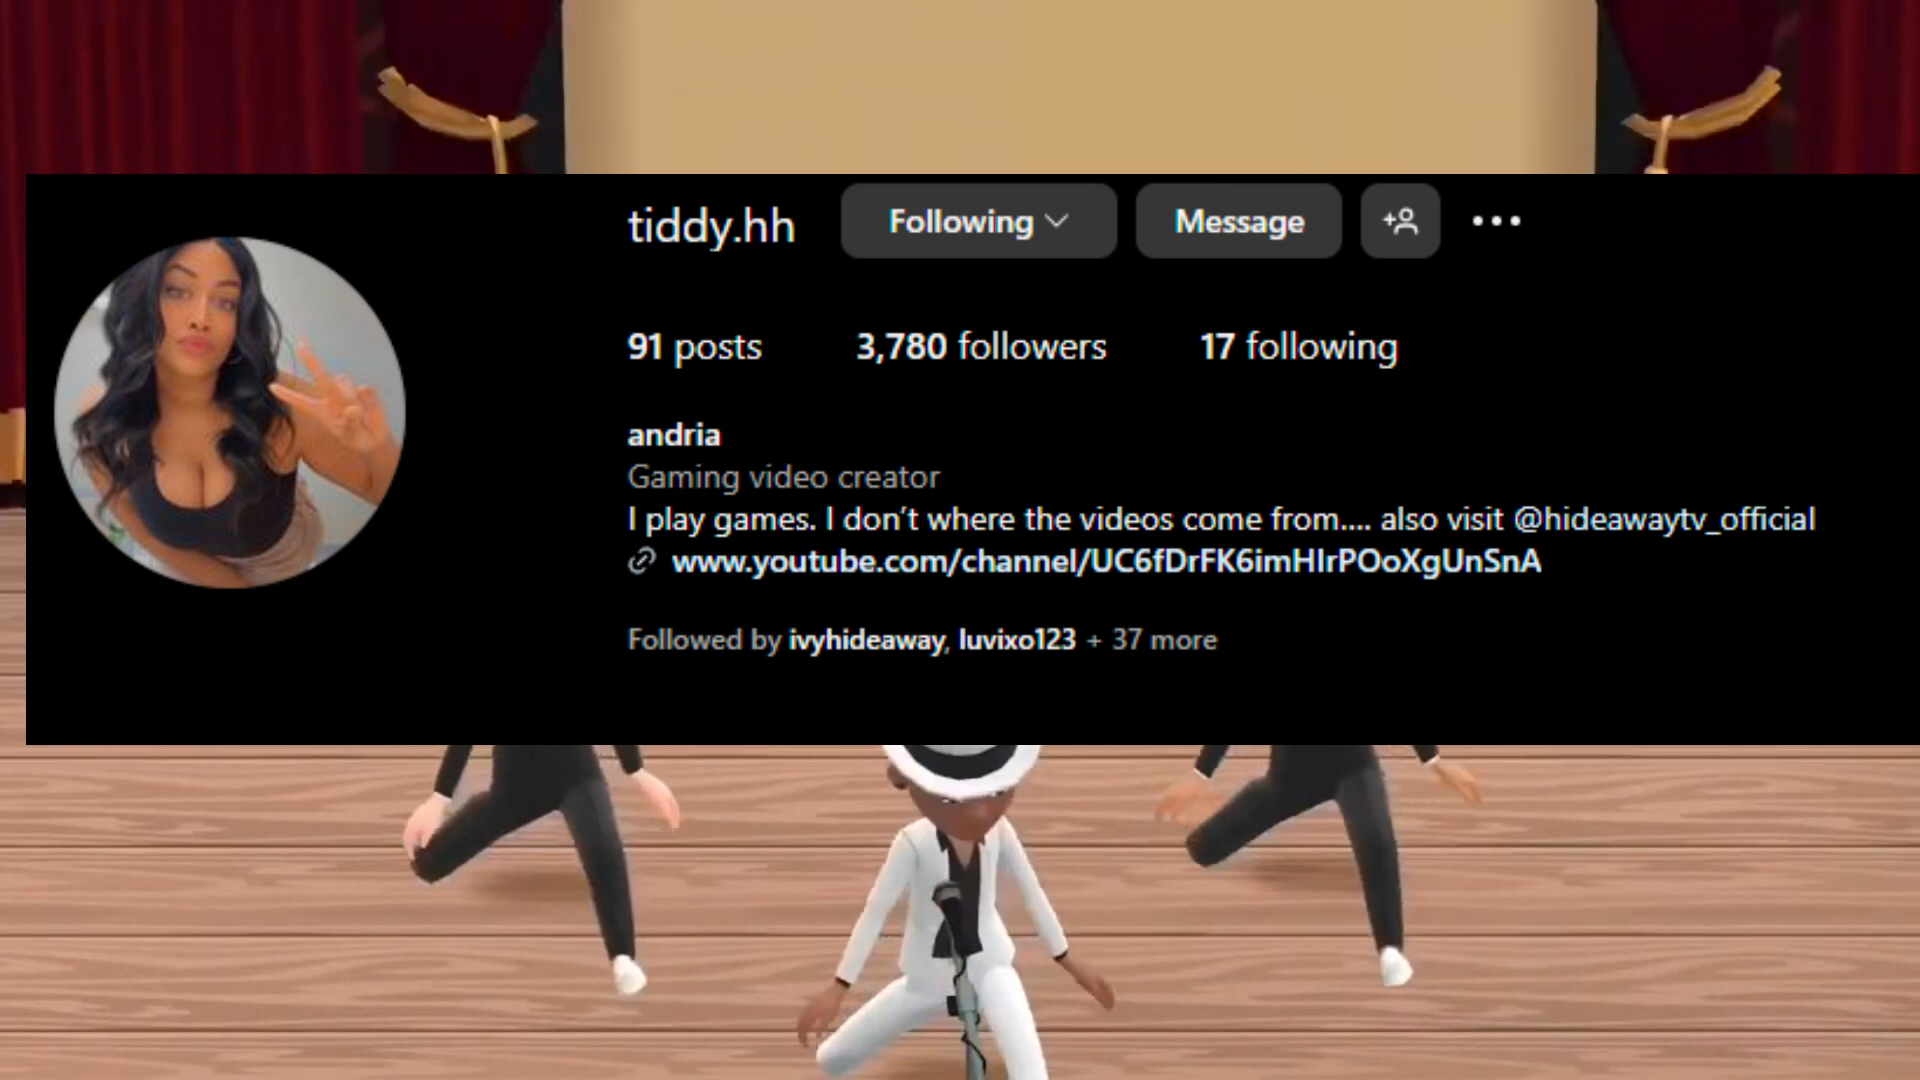 tiddy.hh Following Message
91 posts 3,780 followers 17 following
andria
Gaming video creator
I play games. I don’t where the videos come from.... also visit @hideawaytv_official
www.youtube.com/channel/UC6fDrFK6imHIrPOoXgUnSnA
Followed by ivyhideaway, luvixo123 + 37 more